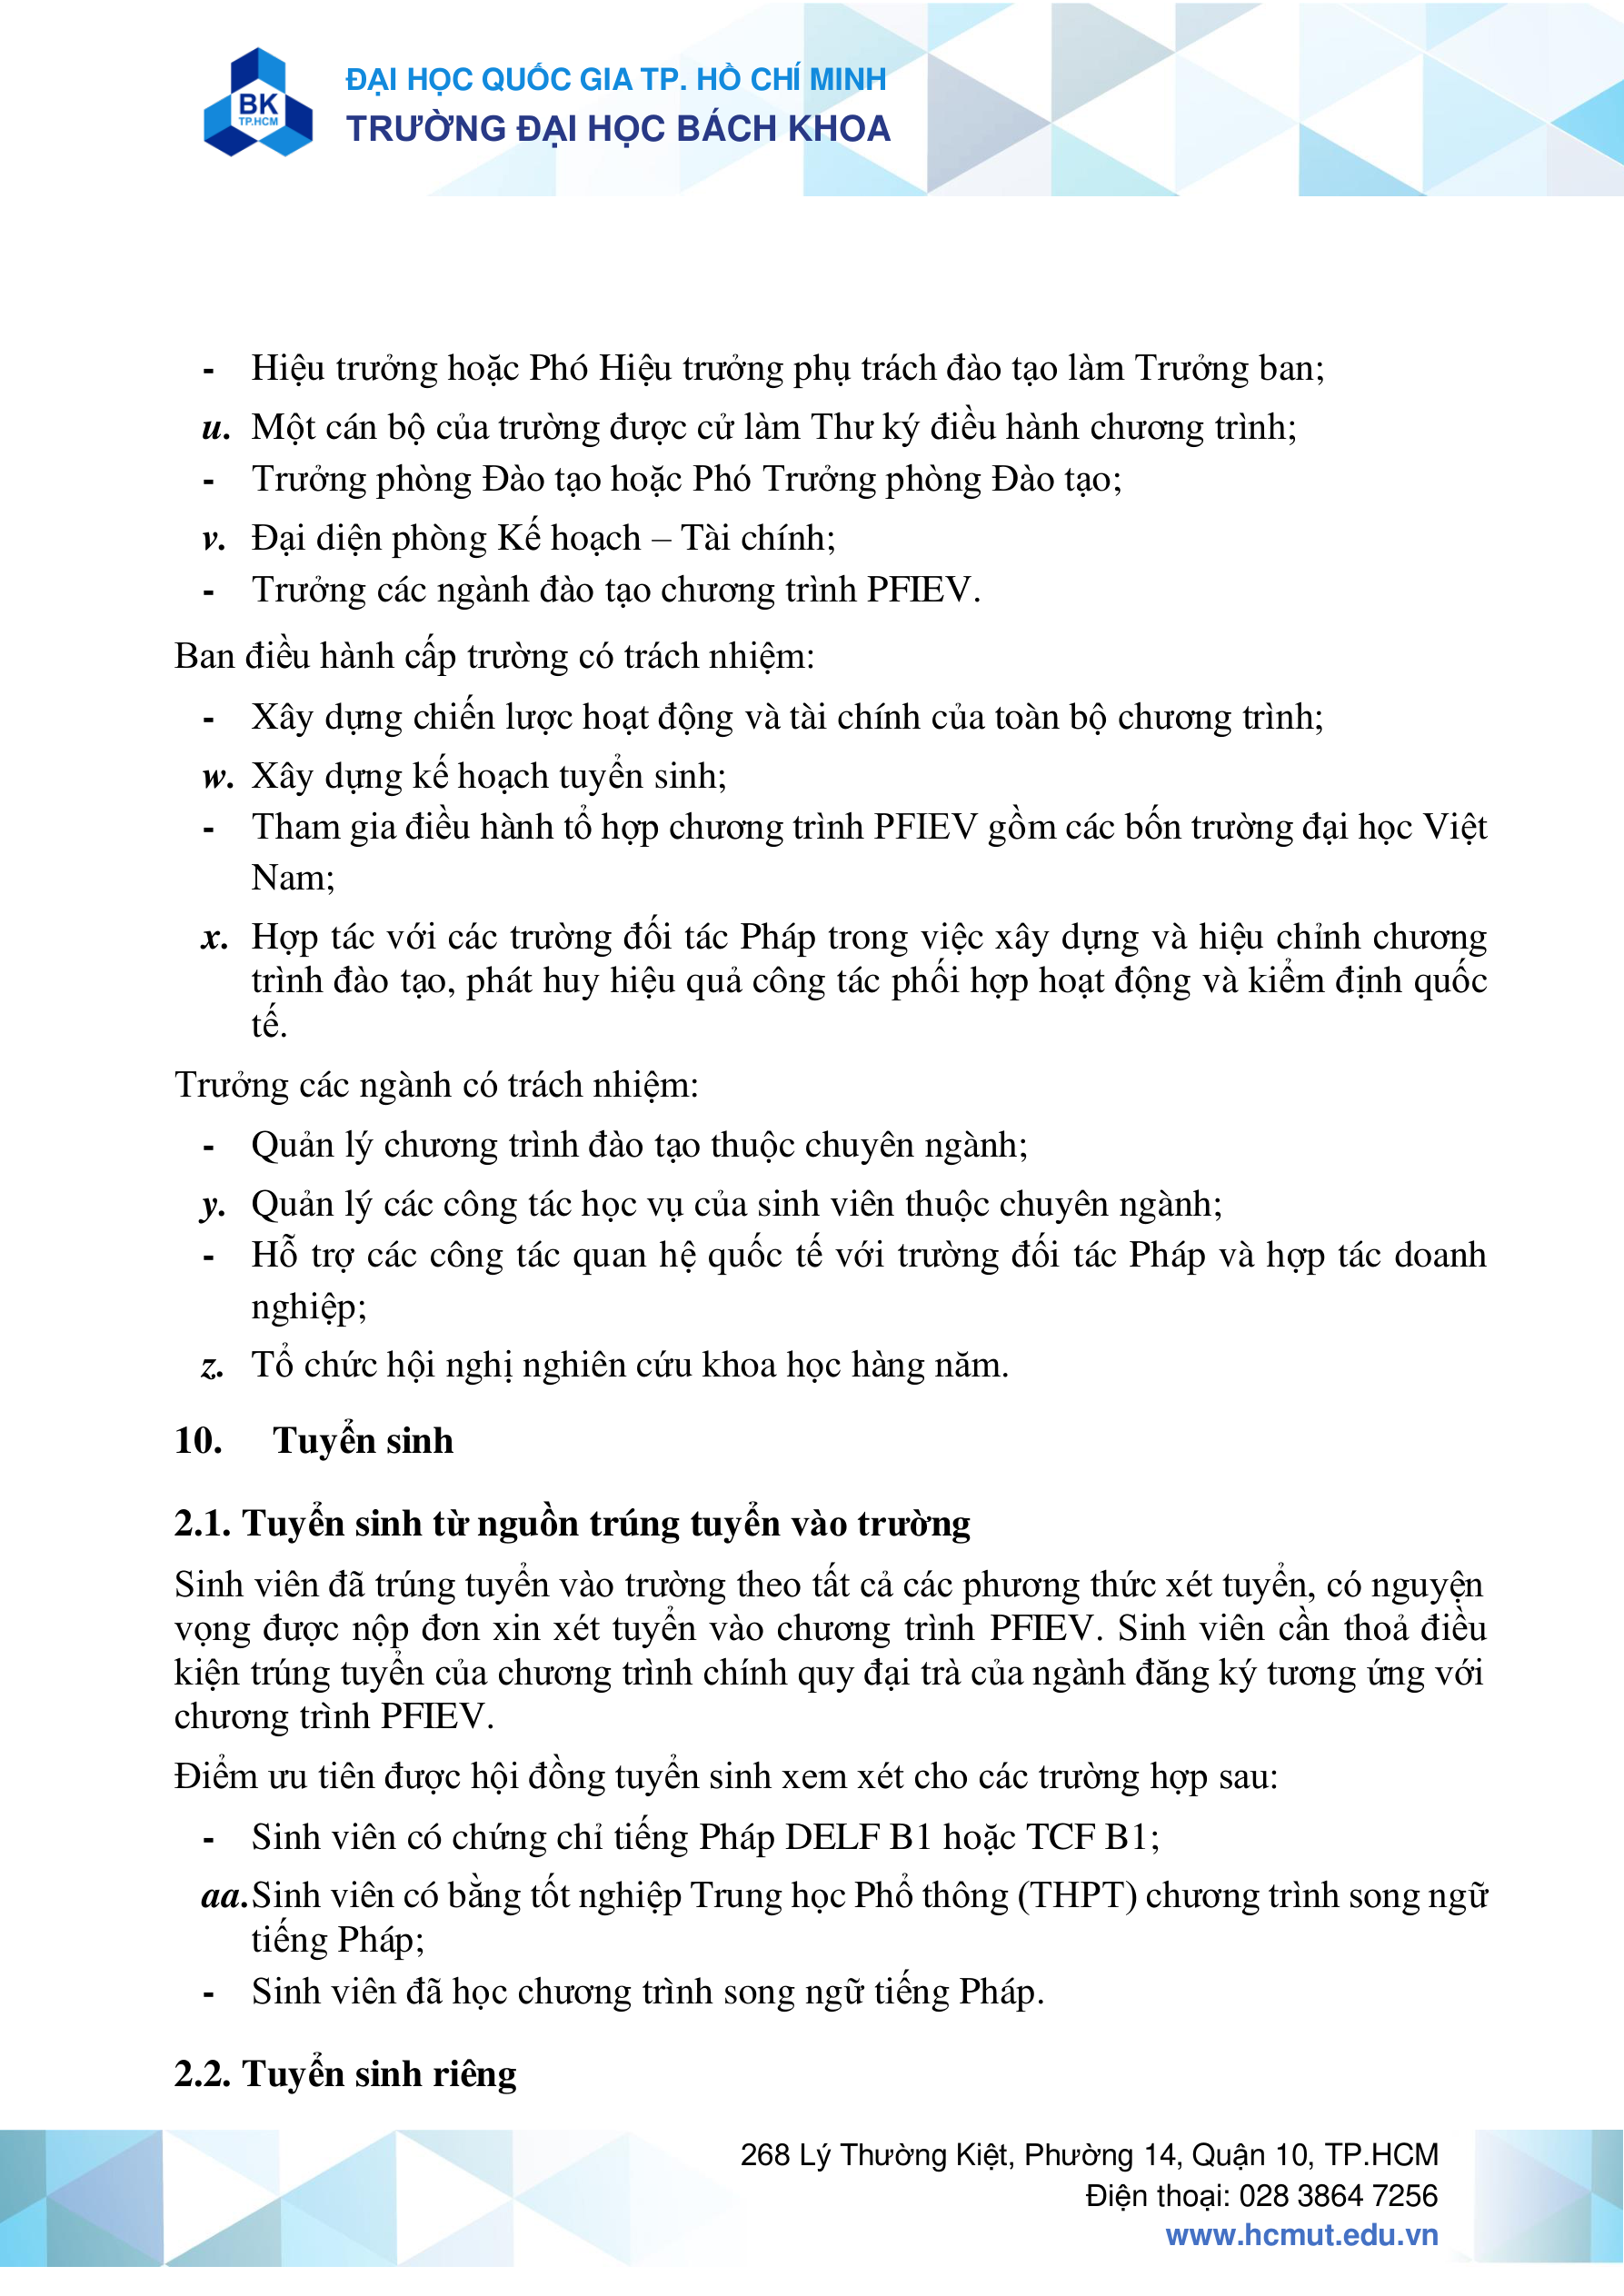 BK
TP.HCM
ĐẠI HỌC QUỐC GIA TP. HỒ CHÍ MINH
TRƯỜNG ĐẠI HỌC BÁCH KHOA
- Hiệu trưởng hoặc Phó Hiệu trưởng phụ trách đào tạo làm Trưởng ban;
u. Một cán bộ của trường được cử làm Thư ký điều hành chương trình;
- Trưởng phòng Đào tạo hoặc Phó Trưởng phòng Đào tạo;
v. Đại diện phòng Kế hoạch – Tài chính;
- Trưởng các ngành đào tạo chương trình PFIEV.
Ban điều hành cấp trường có trách nhiệm:
- Xây dựng chiến lược hoạt động và tài chính của toàn bộ chương trình;
w. Xây dựng kế hoạch tuyển sinh;
- Tham gia điều hành tổ hợp chương trình PFIEV gồm các bốn trường đại học Việt
Nam;
x. Hợp tác với các trường đối tác Pháp trong việc xây dựng và hiệu chỉnh chương
trình đào tạo, phát huy hiệu quả công tác phối hợp hoạt động và kiểm định quốc
tế.
Trưởng các ngành có trách nhiệm:
- Quản lý chương trình đào tạo thuộc chuyên ngành;
y. Quản lý các công tác học vụ của sinh viên thuộc chuyên ngành;
- Hỗ trợ các công tác quan hệ quốc tế với trường đối tác Pháp và hợp tác doanh
nghiệp;
z. Tổ chức hội nghị nghiên cứu khoa học hàng năm.
10. Tuyển sinh
2.1. Tuyển sinh từ nguồn trúng tuyển vào trường
Sinh viên đã trúng tuyển vào trường theo tất cả các phương thức xét tuyển, có nguyện
vọng được nộp đơn xin xét tuyển vào chương trình PFIEV. Sinh viên cần thoả điều
kiện trúng tuyển của chương trình chính quy đại trà của ngành đăng ký tương ứng với
chương trình PFIEV.
Điểm ưu tiên được hội đồng tuyển sinh xem xét cho các trường hợp sau:
- Sinh viên có chứng chỉ tiếng Pháp DELF B1 hoặc TCF B1;
aa. Sinh viên có bằng tốt nghiệp Trung học Phổ thông (THPT) chương trình song ngữ
tiếng Pháp;
- Sinh viên đã học chương trình song ngữ tiếng Pháp.
2.2. Tuyển sinh riêng
268 Lý Thường Kiệt, Phường 14, Quận 10, TP.HCM
Điện thoại: 028 3864 7256
www.hcmut.edu.vn